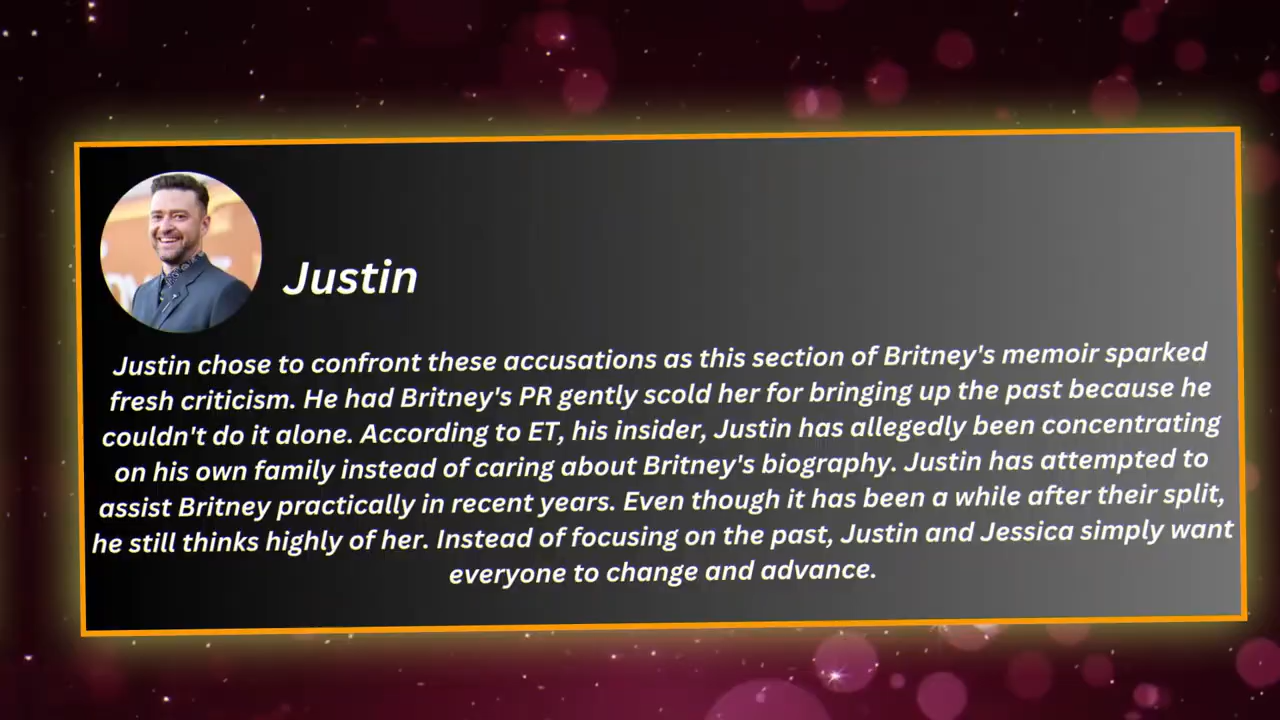 Justin
Justin chose to confront these accusations as this section of Britney's memoir sparked
fresh criticism. He had Britney's PR gently scold her for bringing up the past because he
couldn't do it alone. According to ET, his insider, Justin has allegedly been concentrating
on his own family instead of caring about Britney's biography. Justin has attempted to
assist Britney practically in recent years. Even though it has been a while after their split,
he still thinks highly of her. Instead of focusing on the past, Justin and Jessica simply want
everyone to change and advance.